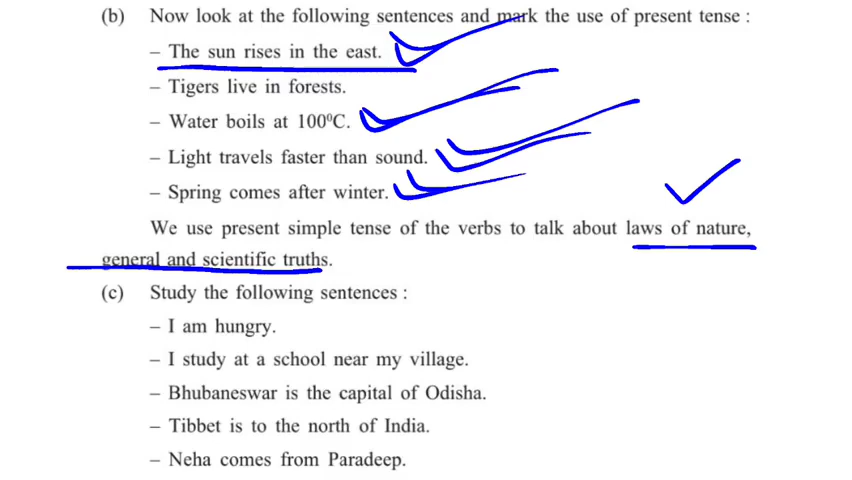 (b) Now look at the following sentences and mark the use of present tense :
– The sun rises in the east.
– Tigers live in forests.
– Water boils at 100⁰C.
– Light travels faster than sound.
– Spring comes after winter.
We use present simple tense of the verbs to talk about laws of nature,
general and scientific truths.
(c) Study the following sentences :
– I am hungry.
– I study at a school near my village.
– Bhubaneswar is the capital of Odisha.
– Tibbet is to the north of India.
– Neha comes from Paradeep.